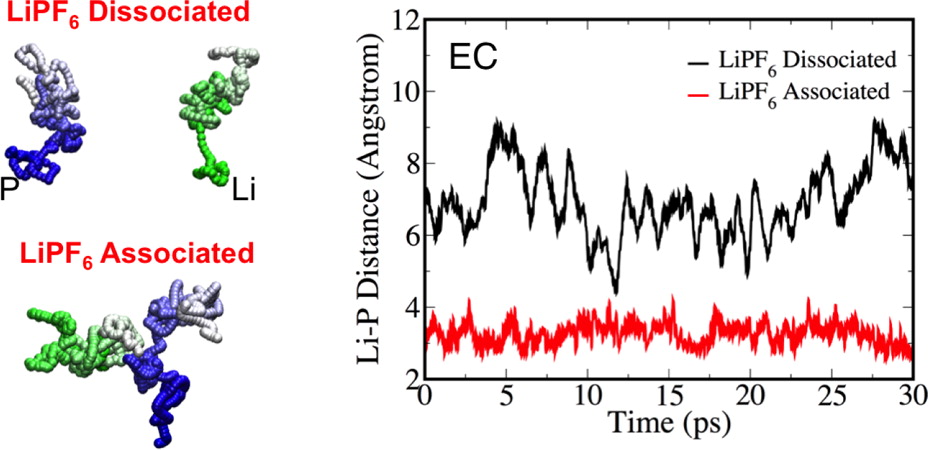 LiPF6 Dissociated
P
Li
LiPF6 Associated
EC
LiPF6 Dissociated
LiPF6 Associated
Li-P Distance (Angstrom)
12
10
8
6
4
2
0 5 10 15 20 25 30
Time (ps)